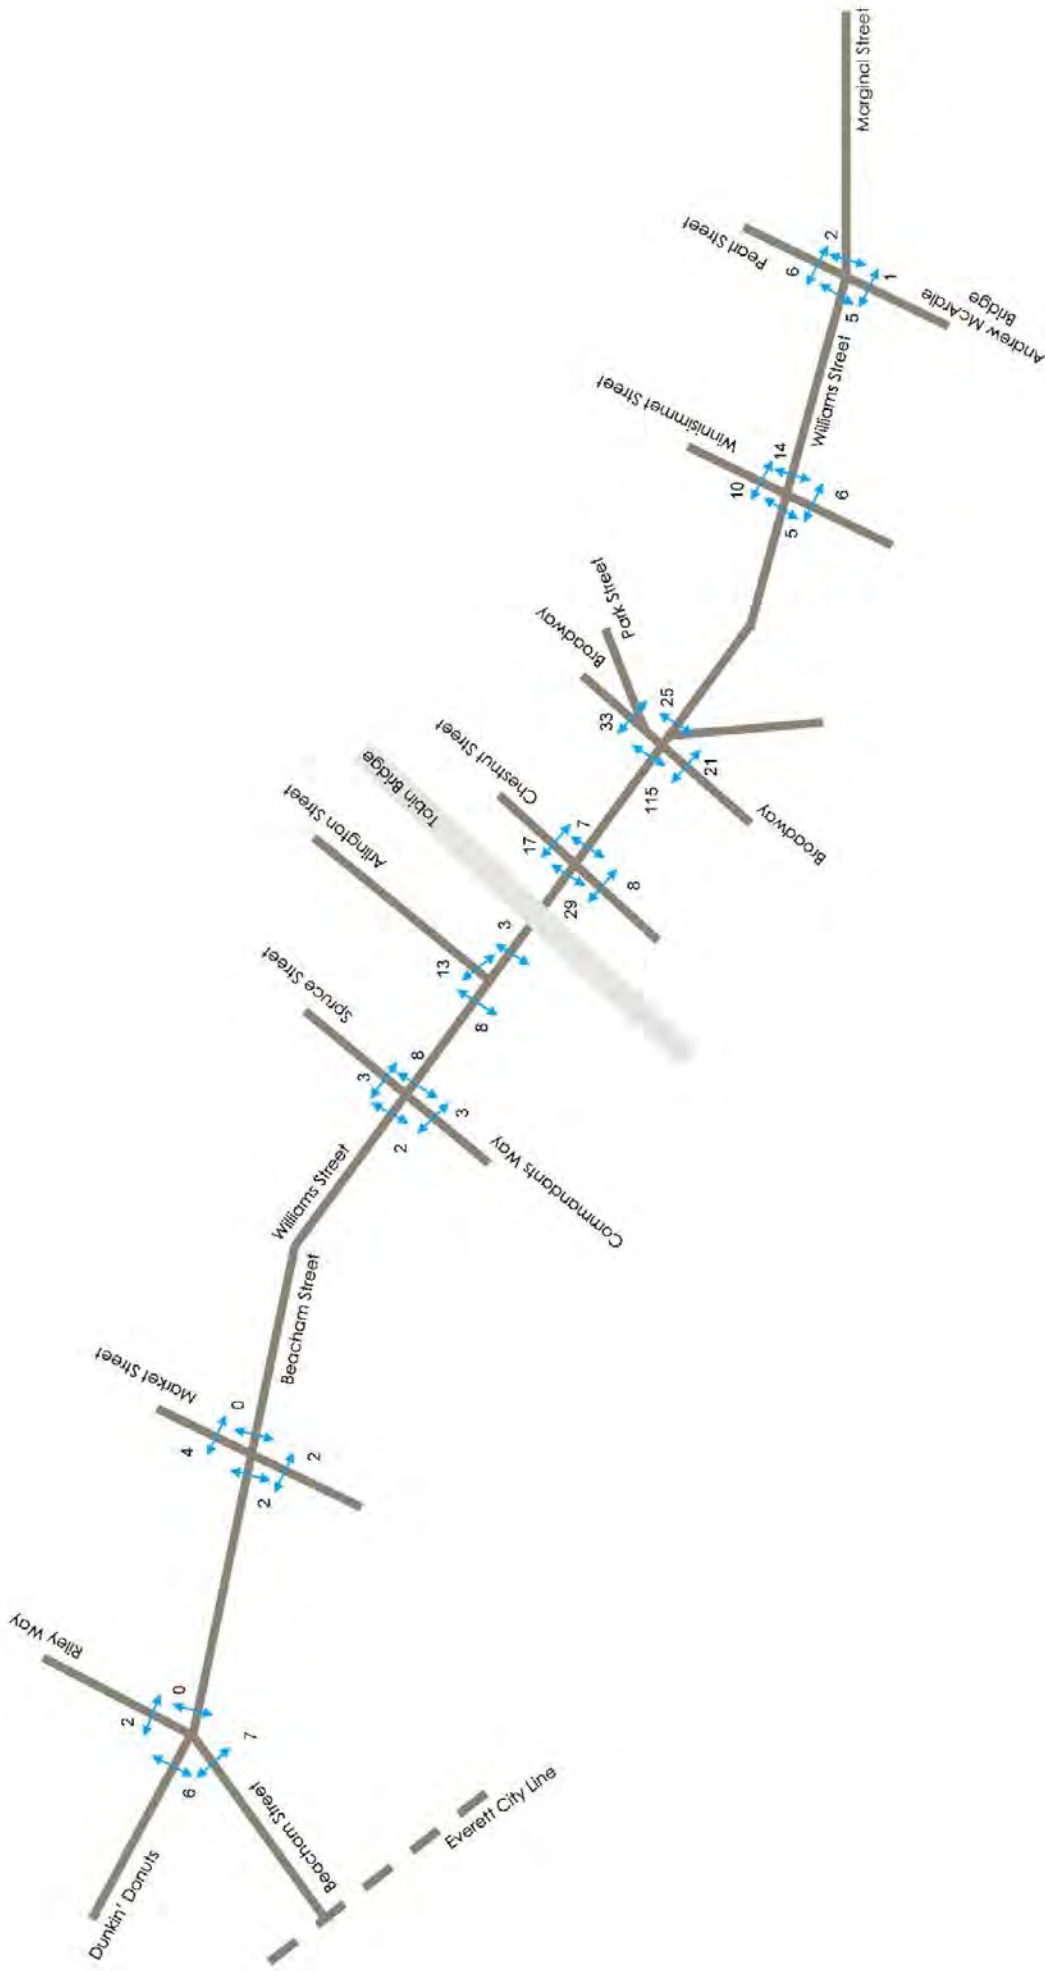 Marginal Street
Pearl Street
2
6
1
5
Andrew McArdle
Bridge
Williams Street
Winnisimmet Street
14
10
6
5
Park Street
Broadway
33
25
21
115
Broadway
Chestnut Street
17
7
8
29
Tobin Bridge
Arlington Street
13
3
8
Spruce Street
3
8
3
2
Commandants Way
Williams Street
Beacham Street
Market Street
4
0
2
2
Riley Way
2
0
7
6
Beacham Street
Dunkin' Donuts
Everett City Line